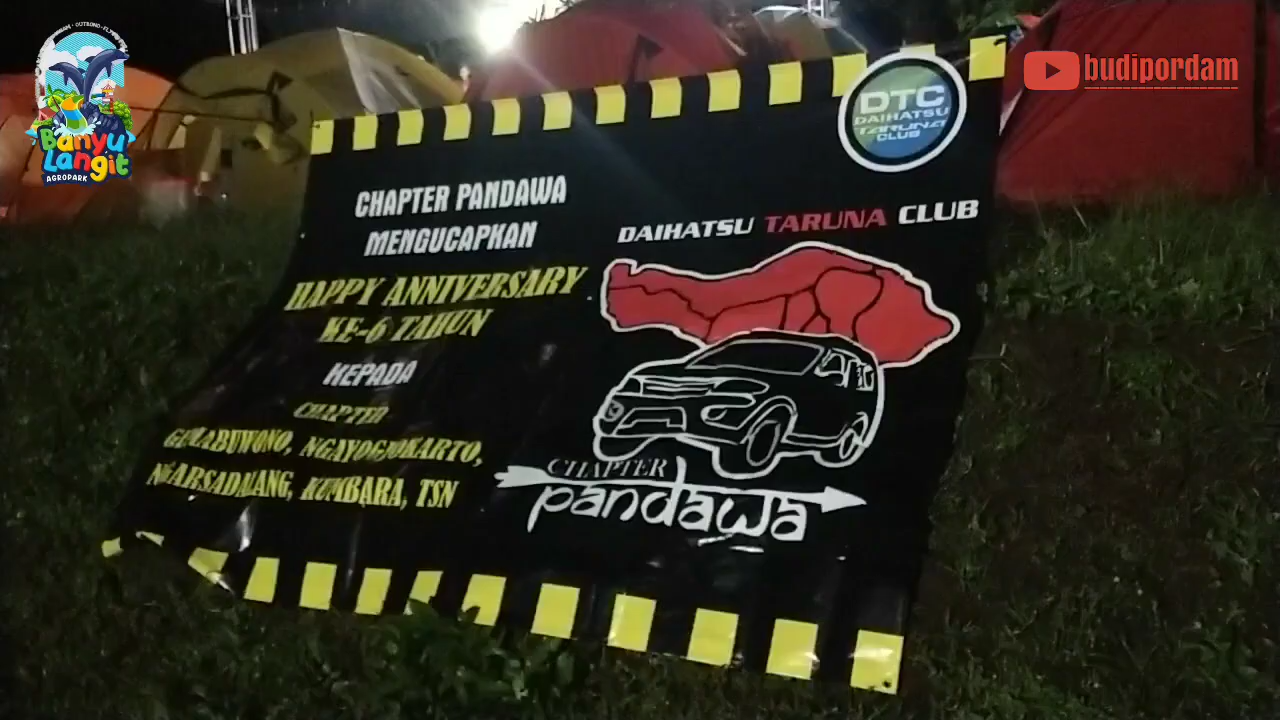 Banyu
Langit
AGROPARK
budipordam
DTC
DAIHATSU
TARUNA
CLUB
CHAPTER PANDAWA
MENGUCAPKAN
HAPPY ANNIVERSARY
KE-6 TAHUN
KEPADA
CHAPTER
NGAYOGJOKARTO,
KUMBARA, TSN
DAIHATSU TARUNA CLUB
CHAPTER
pandawa